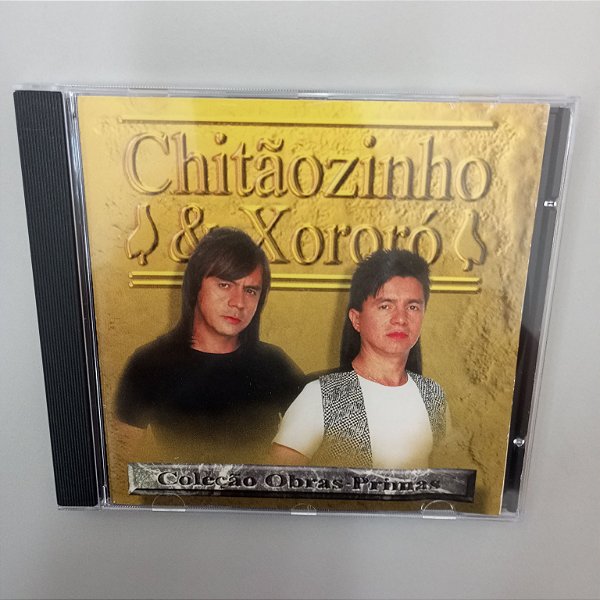 Chitãozinho
& Xororó
Coleção Obras-Primas